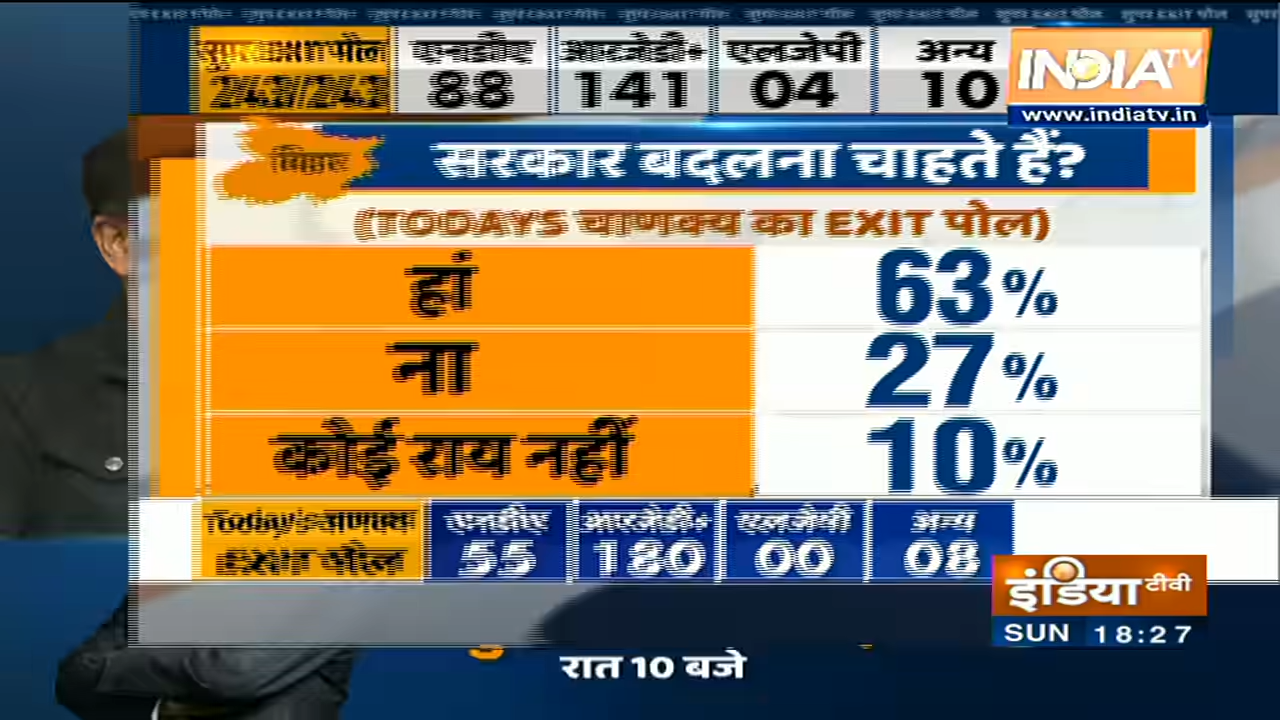 सुपर EXIT पोल
243/243
एनडीए आरजेडी+ एलजेपी अन्य
88 141 04 10
INDIA TV
www.indiatv.in
बिहार
सरकार बदलना चाहते हैं?
(TODAYS चाणक्य का EXIT पोल)
हां 63%
ना 27%
कोई राय नहीं 10%
Today's चाणक्य
EXIT पोल
एनडीए आरजेडी+ एलजेपी अन्य
55 180 00 08
इंडिया टीवी
SUN 18:27
रात 10 बजे